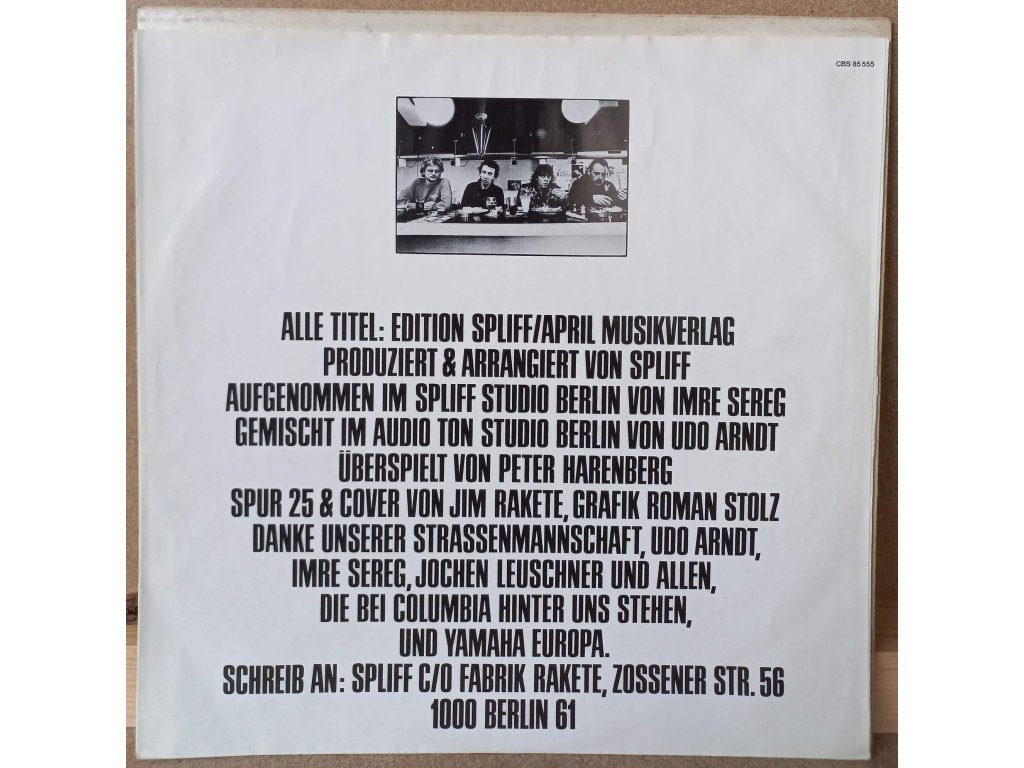 CBS 85 555
ALLE TITEL: EDITION SPLIFF/APRIL MUSIKVERLAG
PRODUZIERT & ARRANGIERT VON SPLIFF
AUFGENOMMEN IM SPLIFF STUDIO BERLIN VON IMRE SEREG
GEMISCHT IM AUDIO TON STUDIO BERLIN VON UDO ARNDT
ÜBERSPIELT VON PETER HARENBERG
SPUR 25 & COVER VON JIM RAKETE, GRAFIK ROMAN STOLZ
DANKE UNSERER STRASSENMANNSCHAFT, UDO ARNDT,
IMRE SEREG, JOCHEN LEUSCHNER UND ALLEN,
DIE BEI COLUMBIA HINTER UNS STEHEN,
UND YAMAHA EUROPA.
SCHREIB AN: SPLIFF C/O FABRIK RAKETE, ZOSSENER STR. 56
1000 BERLIN 61